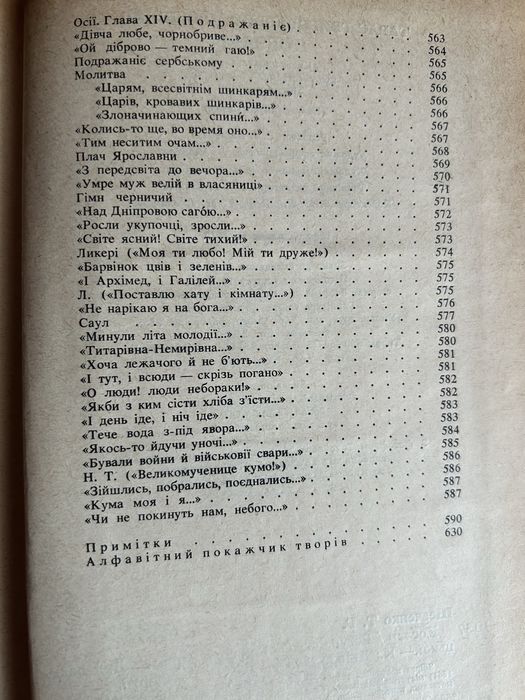 Осії. Глава XIV. (Подражаніє) . 563
«Дівча любе, чорнобриве...» . 564
«Ой діброво — темний гаю!» . 565
Подражаніє сербському . 565
Молитва . 566
«Царям, всесвітнім шинкарям...» . 566
«Царів, кровавих шинкарів...» . 566
«Злоначинающих спини́...» . 567
«Колись-то ще, во время оно...» . 567
«Тим неситим очам...» . 568
Плач Ярославни . 569
«З передсвіта до вечора...» . 570
«Умре муж велій в власяниці» . 571
Гімн черничий . 571
«Над Дніпровою саго́ю...» . 572
«Росли укупочці, зросли...» . 573
«Світе ясний! Світе тихий!» . 573
Ликері («Моя ти любо! Мій ти друже!») . 574
«Барвінок цвів і зеленів...» . 575
«І Архімед, і Галілей...» . 575
Л. («Поставлю хату і кімнату...») . 575
«Не нарікаю я на бога...» . 576
Саул . 577
«Минули літа молодії...» . 580
«Титарівна-Немирівна...» . 580
«Хоча лежачого й не б'ють...» . 581
«І тут, і всюди — скрізь погано» . 581
«О люди! люди небораки!» . 582
«Якби з ким сісти хліба з'їсти...» . 582
«І день іде, і ніч іде» . 583
«Тече вода з-під явора...» . 583
«Якось-то йдучи уночі...» . 584
«Бували войни й військовії свари...» . 585
Н. Т. («Великомученице кумо!») . 586
«Зійшлись, побрались, поєднались...» . 586
«Кума моя і я...» . 587
«Чи не покинуть нам, небого...» . 587
Примітки . 590
Алфавітний покажчик творів . 630